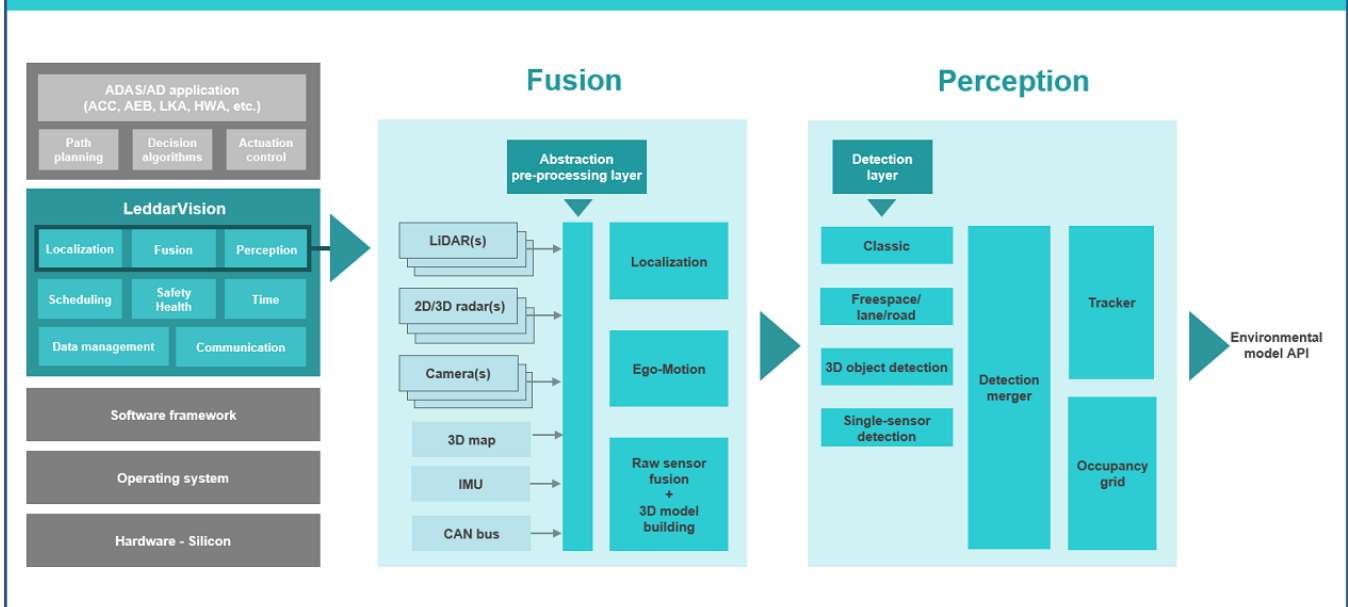 ADAS/AD application
(ACC, AEB, LKA, HWA, etc.)
Path
planning
Decision
algorithms
Actuation
control
LeddarVision
Localization
Fusion
Perception
Scheduling
Safety
Health
Time
Data management
Communication
Software framework
Operating system
Hardware - Silicon
Fusion
Abstraction
pre-processing layer
LiDAR(s)
2D/3D radar(s)
Camera(s)
3D map
IMU
CAN bus
Localization
Ego-Motion
Raw sensor
fusion
+
3D model
building
Perception
Detection
layer
Classic
Freespace/
lane/road
3D object detection
Single-sensor
detection
Detection
merger
Tracker
Occupancy
grid
Environmental
model API